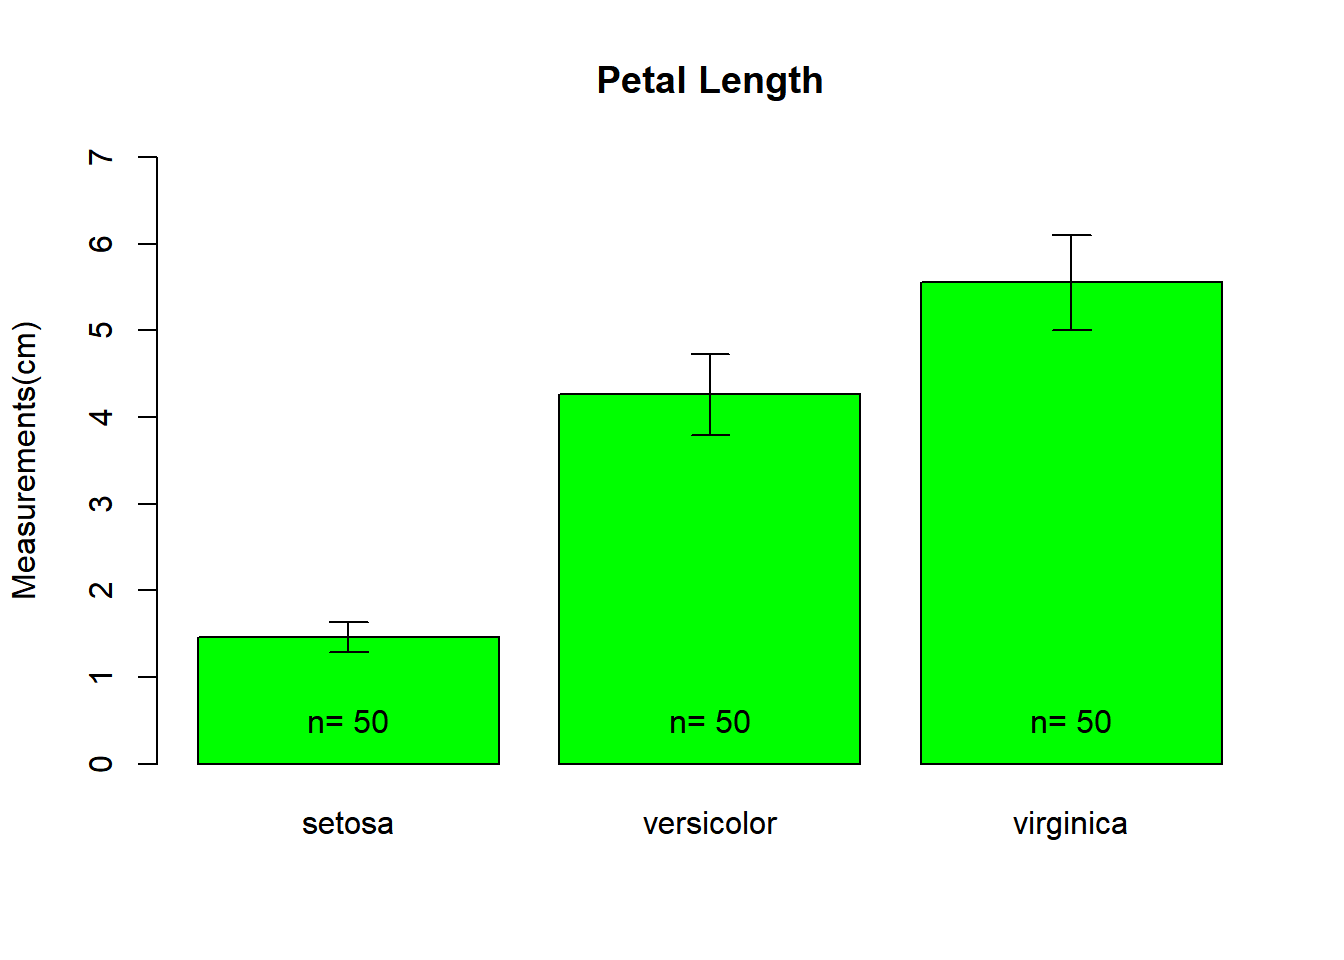 Petal Length
Measurements(cm)
7
6
5
4
3
2
1
0
n= 50 n= 50 n= 50
setosa versicolor virginica